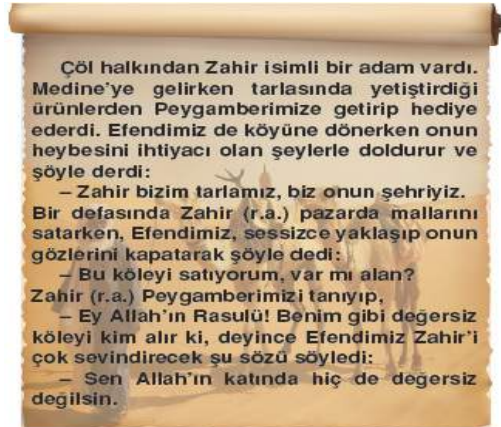 Çöl halkından Zahir isimli bir adam vardı.
Medine'ye gelirken tarlasında yetiştirdiği
ürünlerden Peygamberimize getirip hediye
ederdi. Efendimiz de köyüne dönerken onun
heybesini ihtiyacı olan şeylerle doldurur ve
şöyle derdi:
– Zahir bizim tarlamız, biz onun şehriyiz.
Bir defasında Zahir (r.a.) pazarda mallarını
satarken, Efendimiz, sessizce yaklaşıp onun
gözlerini kapatarak şöyle dedi:
– Bu köleyi satıyorum, var mı alan?
Zahir (r.a.) Peygamberimizi tanıyıp,
– Ey Allah'ın Rasulü! Benim gibi değersiz
köleyi kim alır ki, deyince Efendimiz Zahir'i
çok sevindirecek şu sözü söyledi:
– Sen Allah'ın katında hiç de değersiz
değilsin.